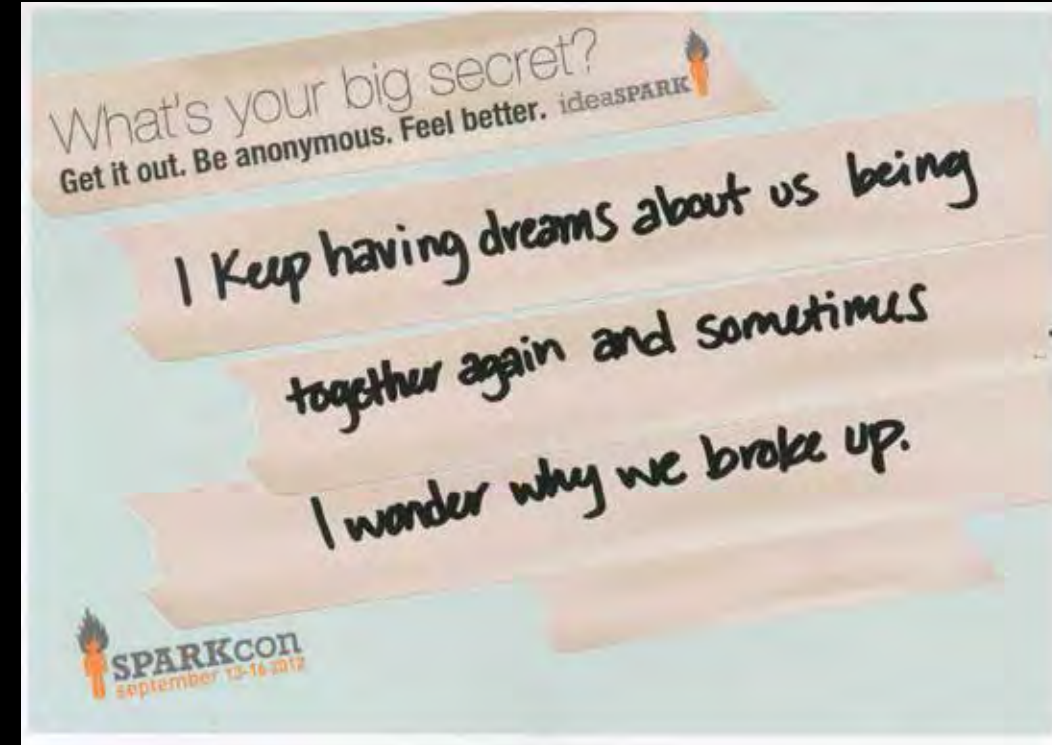 What's your big secret?
Get it out. Be anonymous. Feel better. ideaSPARK
I Keep having dreams about us being
together again and sometimes
I wonder why we broke up.
SPARKcon
september 13-16 2012